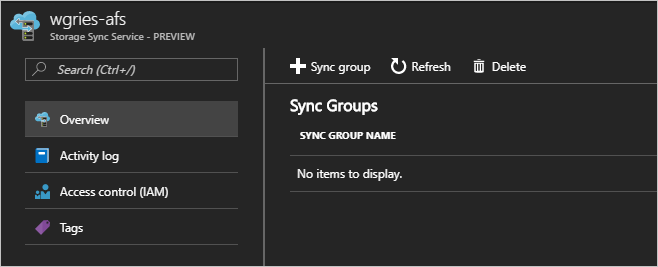 wgries-afs
Storage Sync Service - PREVIEW
Search (Ctrl+/)
Sync group Refresh Delete
Sync Groups
Overview
SYNC GROUP NAME
Activity log
No items to display.
Access control (IAM)
Tags